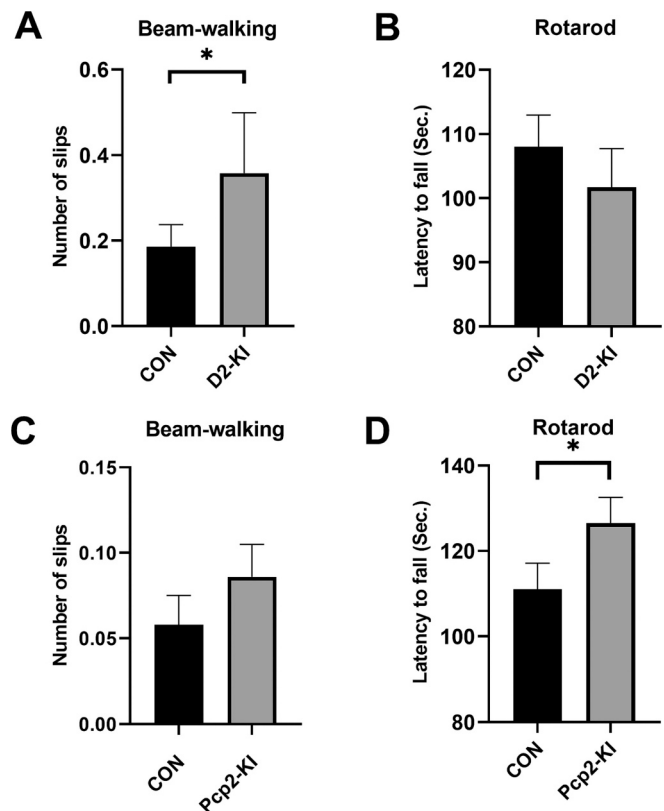 A
Beam-walking
*
Number of slips
0.6
0.4
0.2
0.0
CON
D2-KI
B
Rotarod
Latency to fall (Sec.)
120
110
100
90
80
CON
D2-KI
C
Beam-walking
Number of slips
0.15
0.10
0.05
0.00
CON
Pcp2-KI
D
Rotarod
*
Latency to fall (Sec.)
140
120
100
80
CON
Pcp2-KI